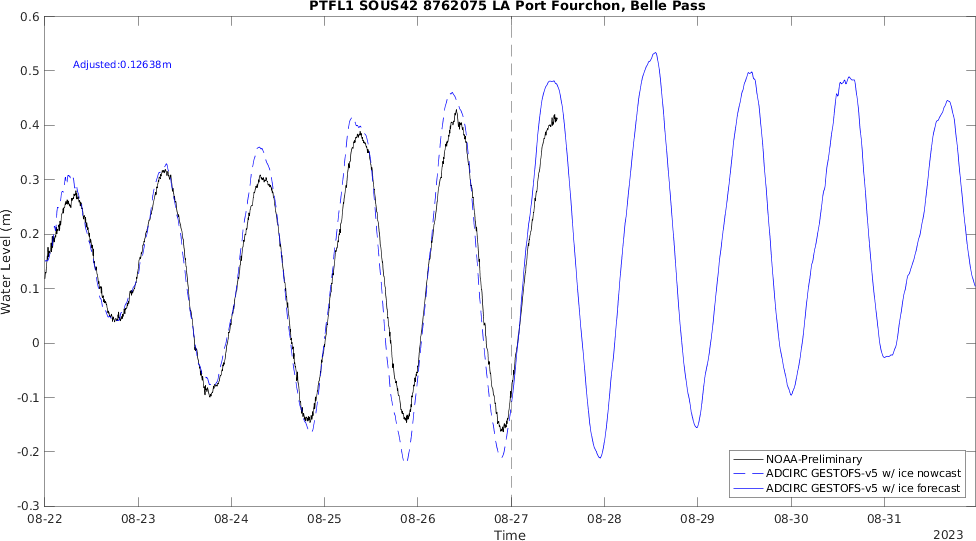 PTFL1 SOUS42 8762075 LA Port Fourchon, Belle Pass
0.6
0.5
0.4
0.3
0.2
0.1
0
-0.1
-0.2
-0.3
Water Level (m)
Adjusted:0.12638m
NOAA-Preliminary
ADCIRC GESTOFS-v5 w/ ice nowcast
ADCIRC GESTOFS-v5 w/ ice forecast
08-22 08-23 08-24 08-25 08-26 08-27 08-28 08-29 08-30 08-31
Time
2023